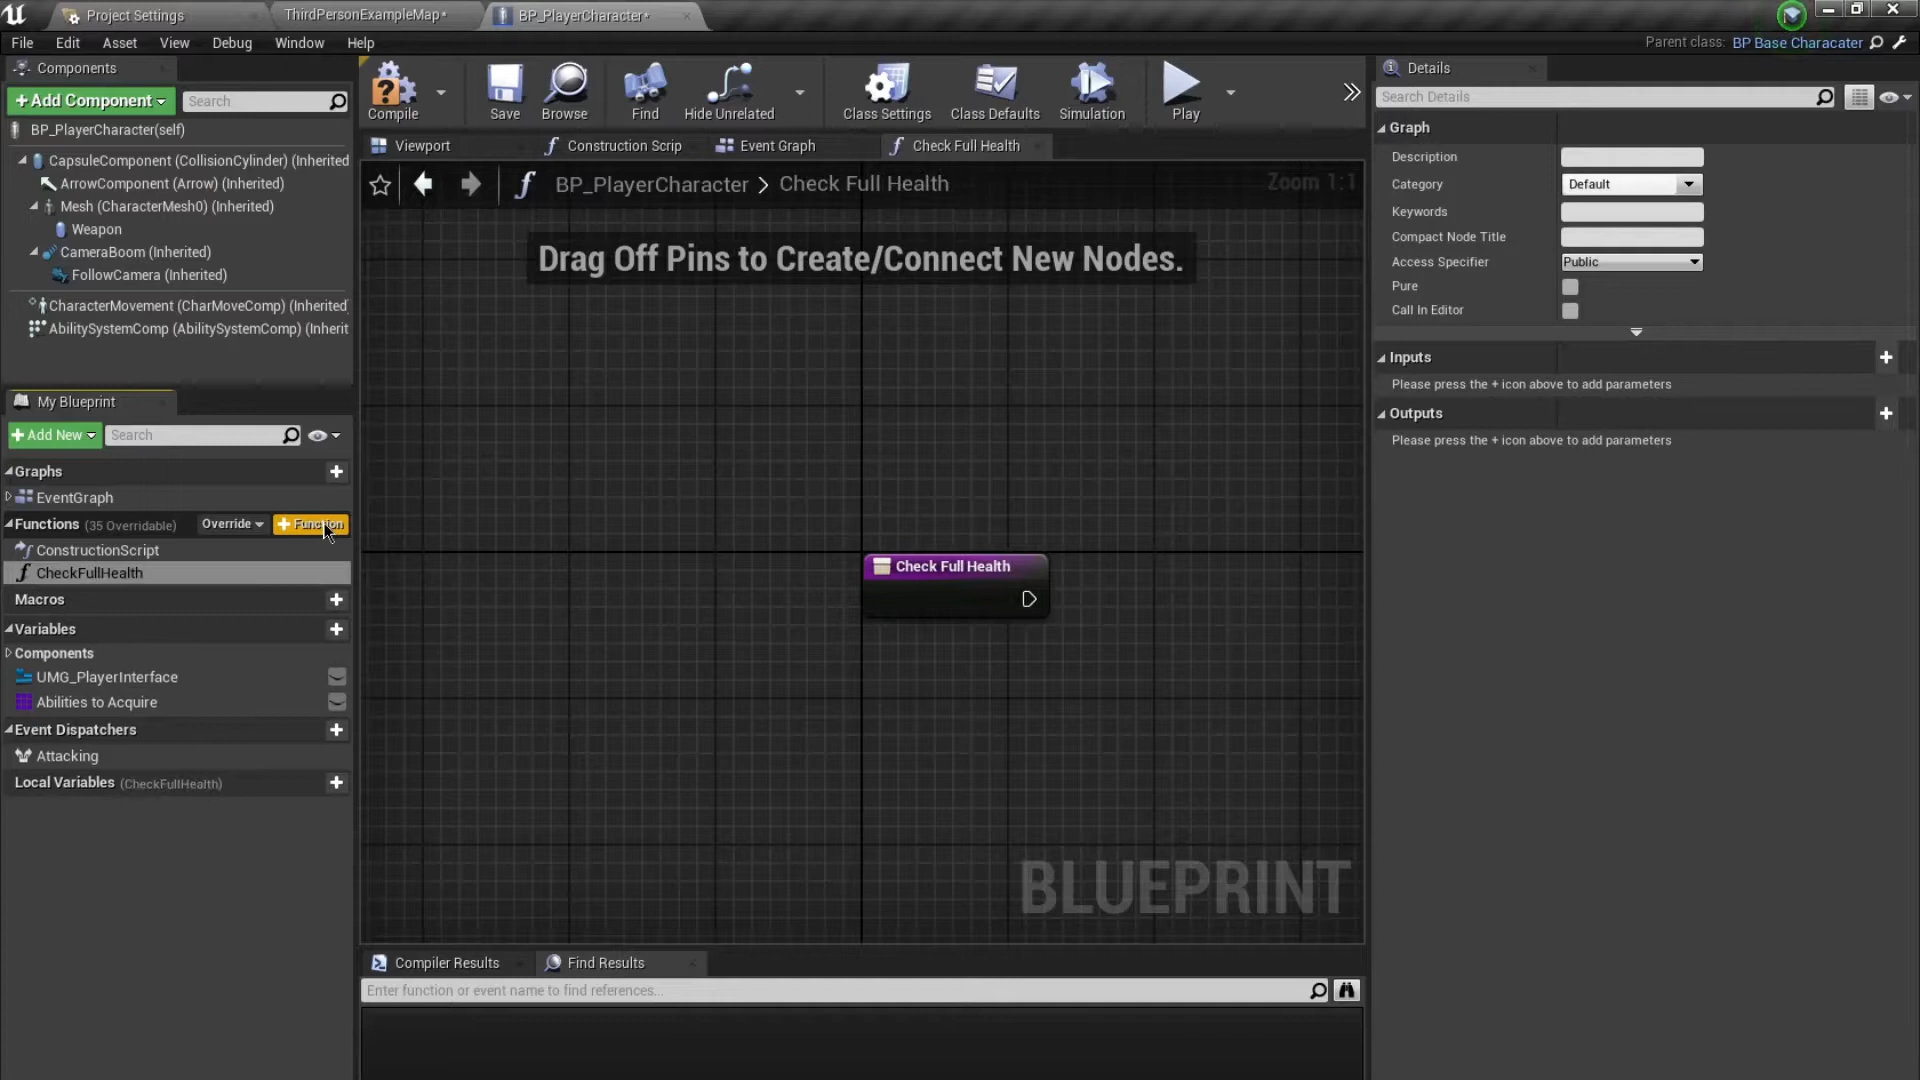 Project Settings
ThirdPersonExampleMap*
BP_PlayerCharacter*
File Edit Asset View Debug Window Help
Parent class: BP Base Characater
Components
+ Add Component
Search
BP_PlayerCharacter(self)
CapsuleComponent (CollisionCylinder) (Inherited
ArrowComponent (Arrow) (Inherited)
Mesh (CharacterMesh0) (Inherited)
Weapon
CameraBoom (Inherited)
FollowCamera (Inherited)
CharacterMovement (CharMoveComp) (Inherited)
AbilitySystemComp (AbilitySystemComp) (Inherit
My Blueprint
+ Add New
Search
Graphs
EventGraph
Functions (35 Overridable) Override + Function
ConstructionScript
CheckFullHealth
Macros
Variables
Components
UMG_PlayerInterface
Abilities to Acquire
Event Dispatchers
Attacking
Local Variables (CheckFullHealth)
Compile Save Browse Find Hide Unrelated Class Settings Class Defaults Simulation Play
Viewport Construction Scrip Event Graph Check Full Health
BP_PlayerCharacter > Check Full Health
Zoom 1:1
Drag Off Pins to Create/Connect New Nodes.
Check Full Health
BLUEPRINT
Compiler Results Find Results
Enter function or event name to find references...
Details
Search Details
Graph
Description
Category Default
Keywords
Compact Node Title
Access Specifier Public
Pure
Call In Editor
Inputs
Please press the + icon above to add parameters
Outputs
Please press the + icon above to add parameters